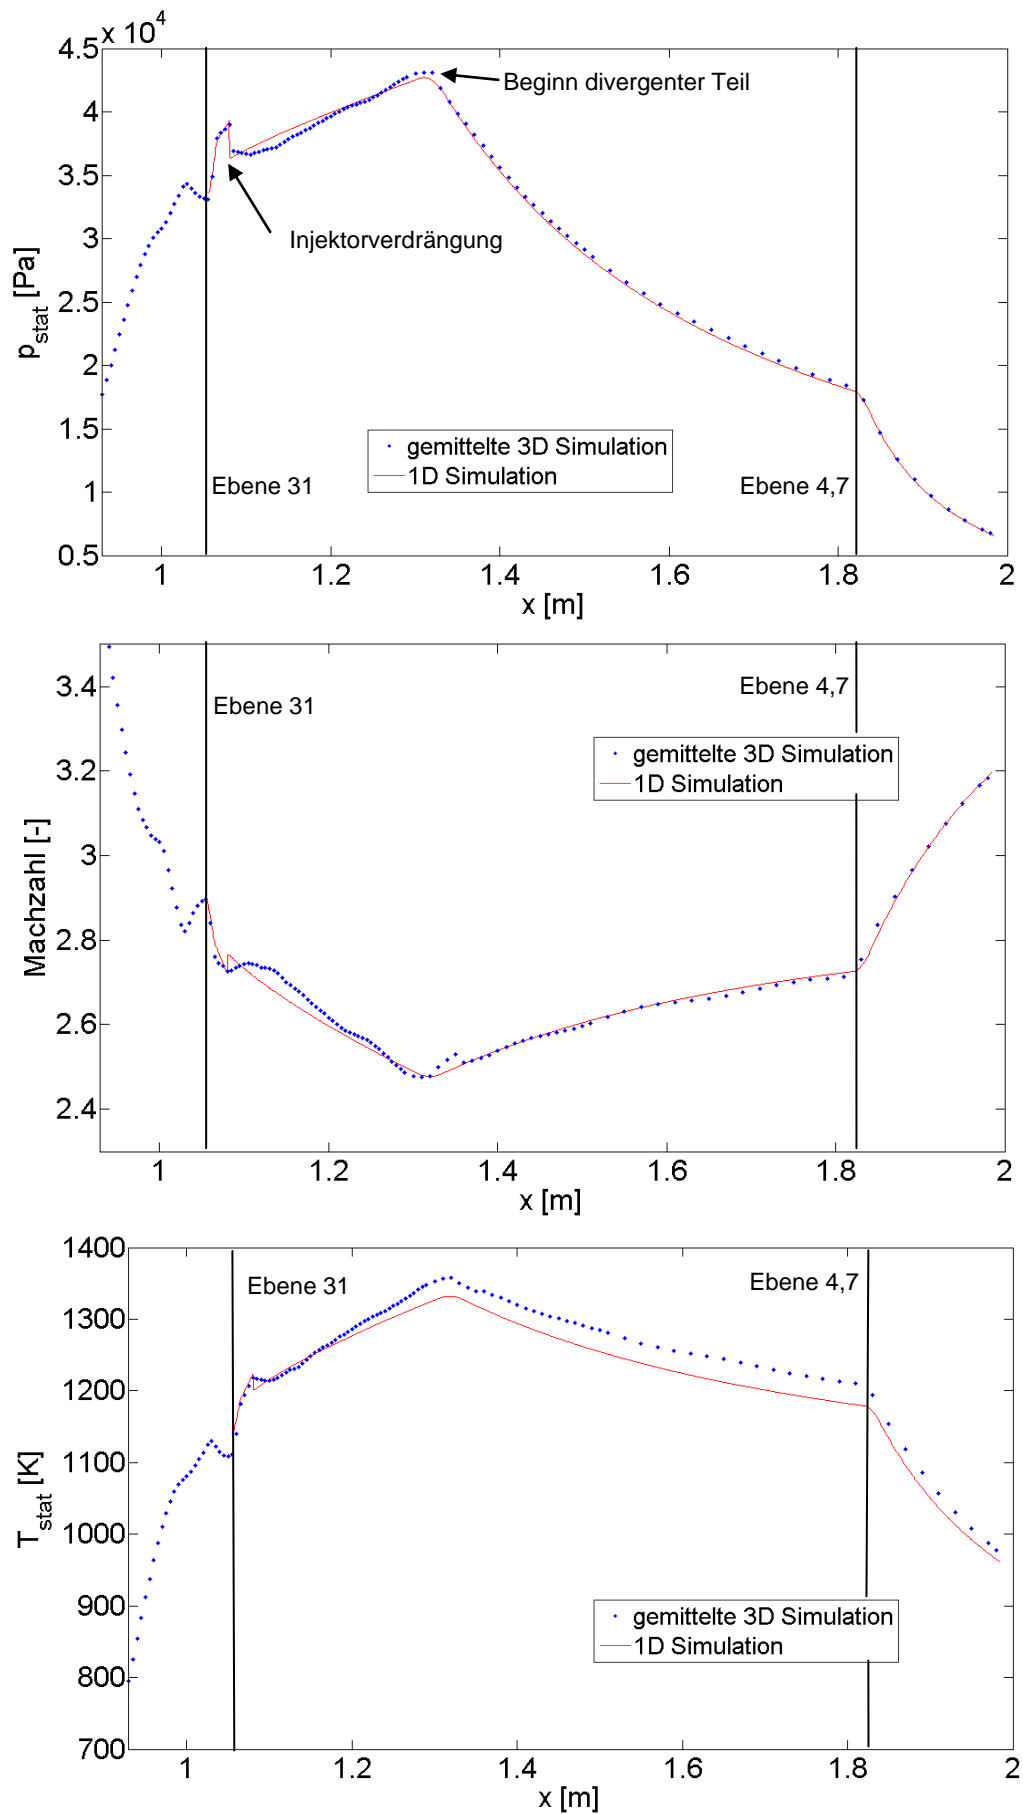 x 10⁴
4.5
4
3.5
3
2.5
2
1.5
1
0.5
p_stat [Pa]
Beginn divergenter Teil
Injektorverdrängung
gemittelte 3D Simulation
1D Simulation
Ebene 31
Ebene 4,7
1 1.2 1.4 1.6 1.8 2
x [m]
3.4
3.2
3
2.8
2.6
2.4
Machzahl [-]
Ebene 31
Ebene 4,7
gemittelte 3D Simulation
1D Simulation
1 1.2 1.4 1.6 1.8 2
x [m]
1400
1300
1200
1100
1000
900
800
700
T_stat [K]
Ebene 31
Ebene 4,7
gemittelte 3D Simulation
1D Simulation
1 1.2 1.4 1.6 1.8 2
x [m]